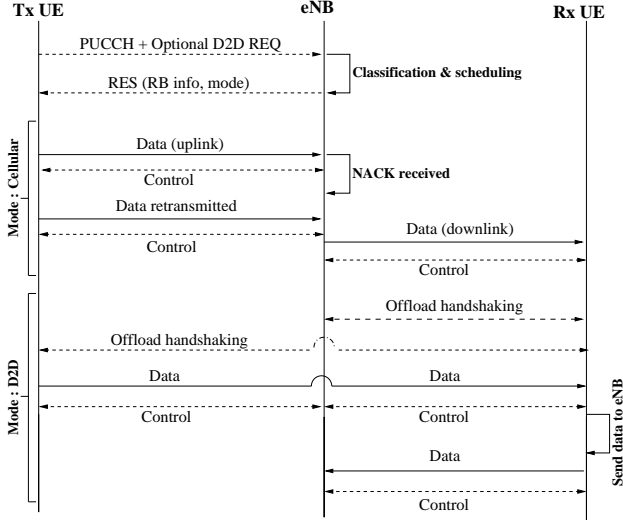 Tx UE
eNB
Rx UE
PUCCH + Optional D2D REQ
Classification & scheduling
RES (RB info, mode)
Mode : Cellular
Data (uplink)
Control
NACK received
Data retransmitted
Control
Data (downlink)
Control
Mode : D2D
Offload handshaking
Offload handshaking
Data
Data
Control
Control
Send data to eNB
Data
Control